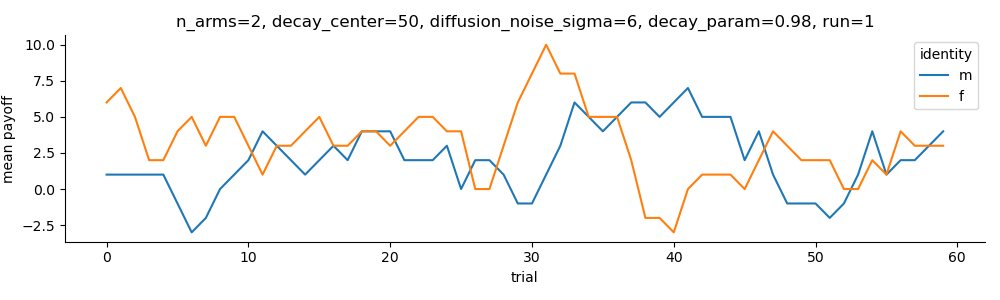 n_arms=2, decay_center=50, diffusion_noise_sigma=6, decay_param=0.98, run=1
mean payoff
10.0
7.5
5.0
2.5
0.0
−2.5
identity
m
f
0 10 20 30 40 50 60
trial